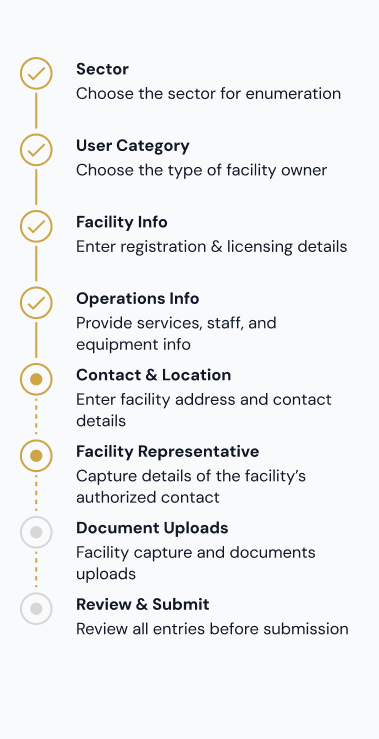 Sector
Choose the sector for enumeration
User Category
Choose the type of facility owner
Facility Info
Enter registration & licensing details
Operations Info
Provide services, staff, and
equipment info
Contact & Location
Enter facility address and contact
details
Facility Representative
Capture details of the facility’s
authorized contact
Document Uploads
Facility capture and documents
uploads
Review & Submit
Review all entries before submission